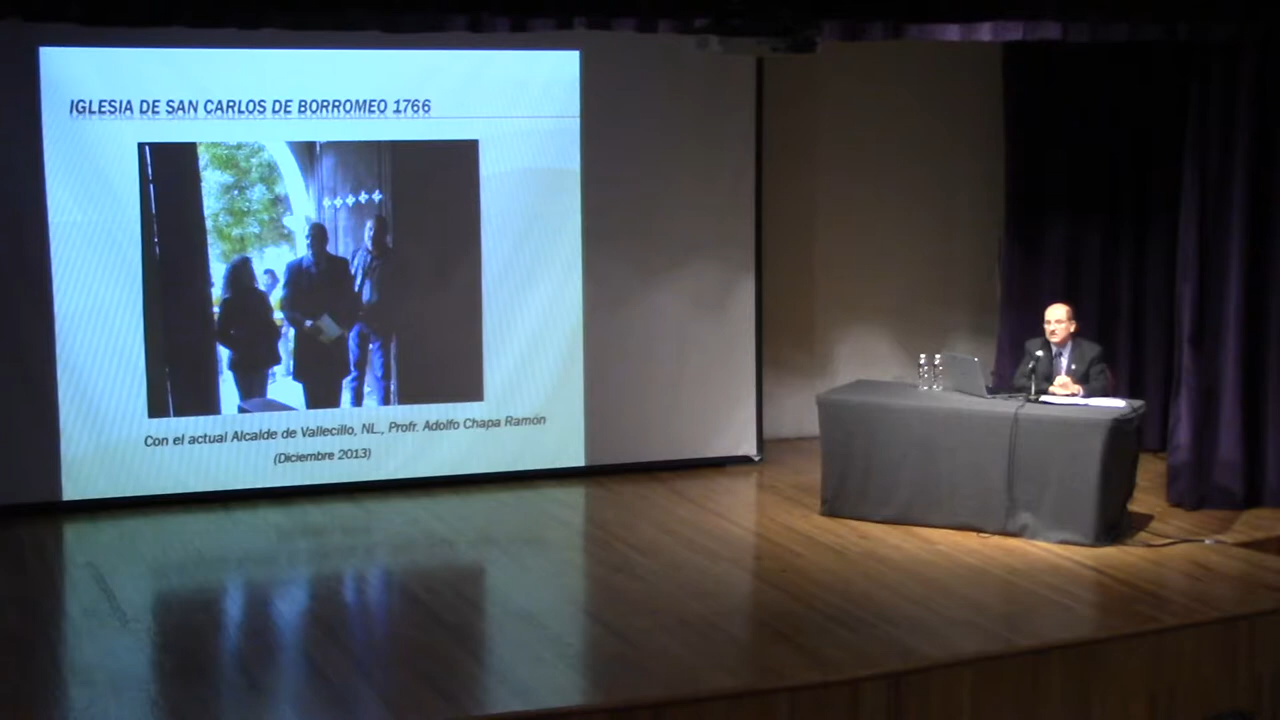 IGLESIA DE SAN CARLOS DE BORROMEO 1766
Con el actual Alcalde de Vallecillo, NL., Profr. Adolfo Chapa Ramón
(Diciembre 2013)